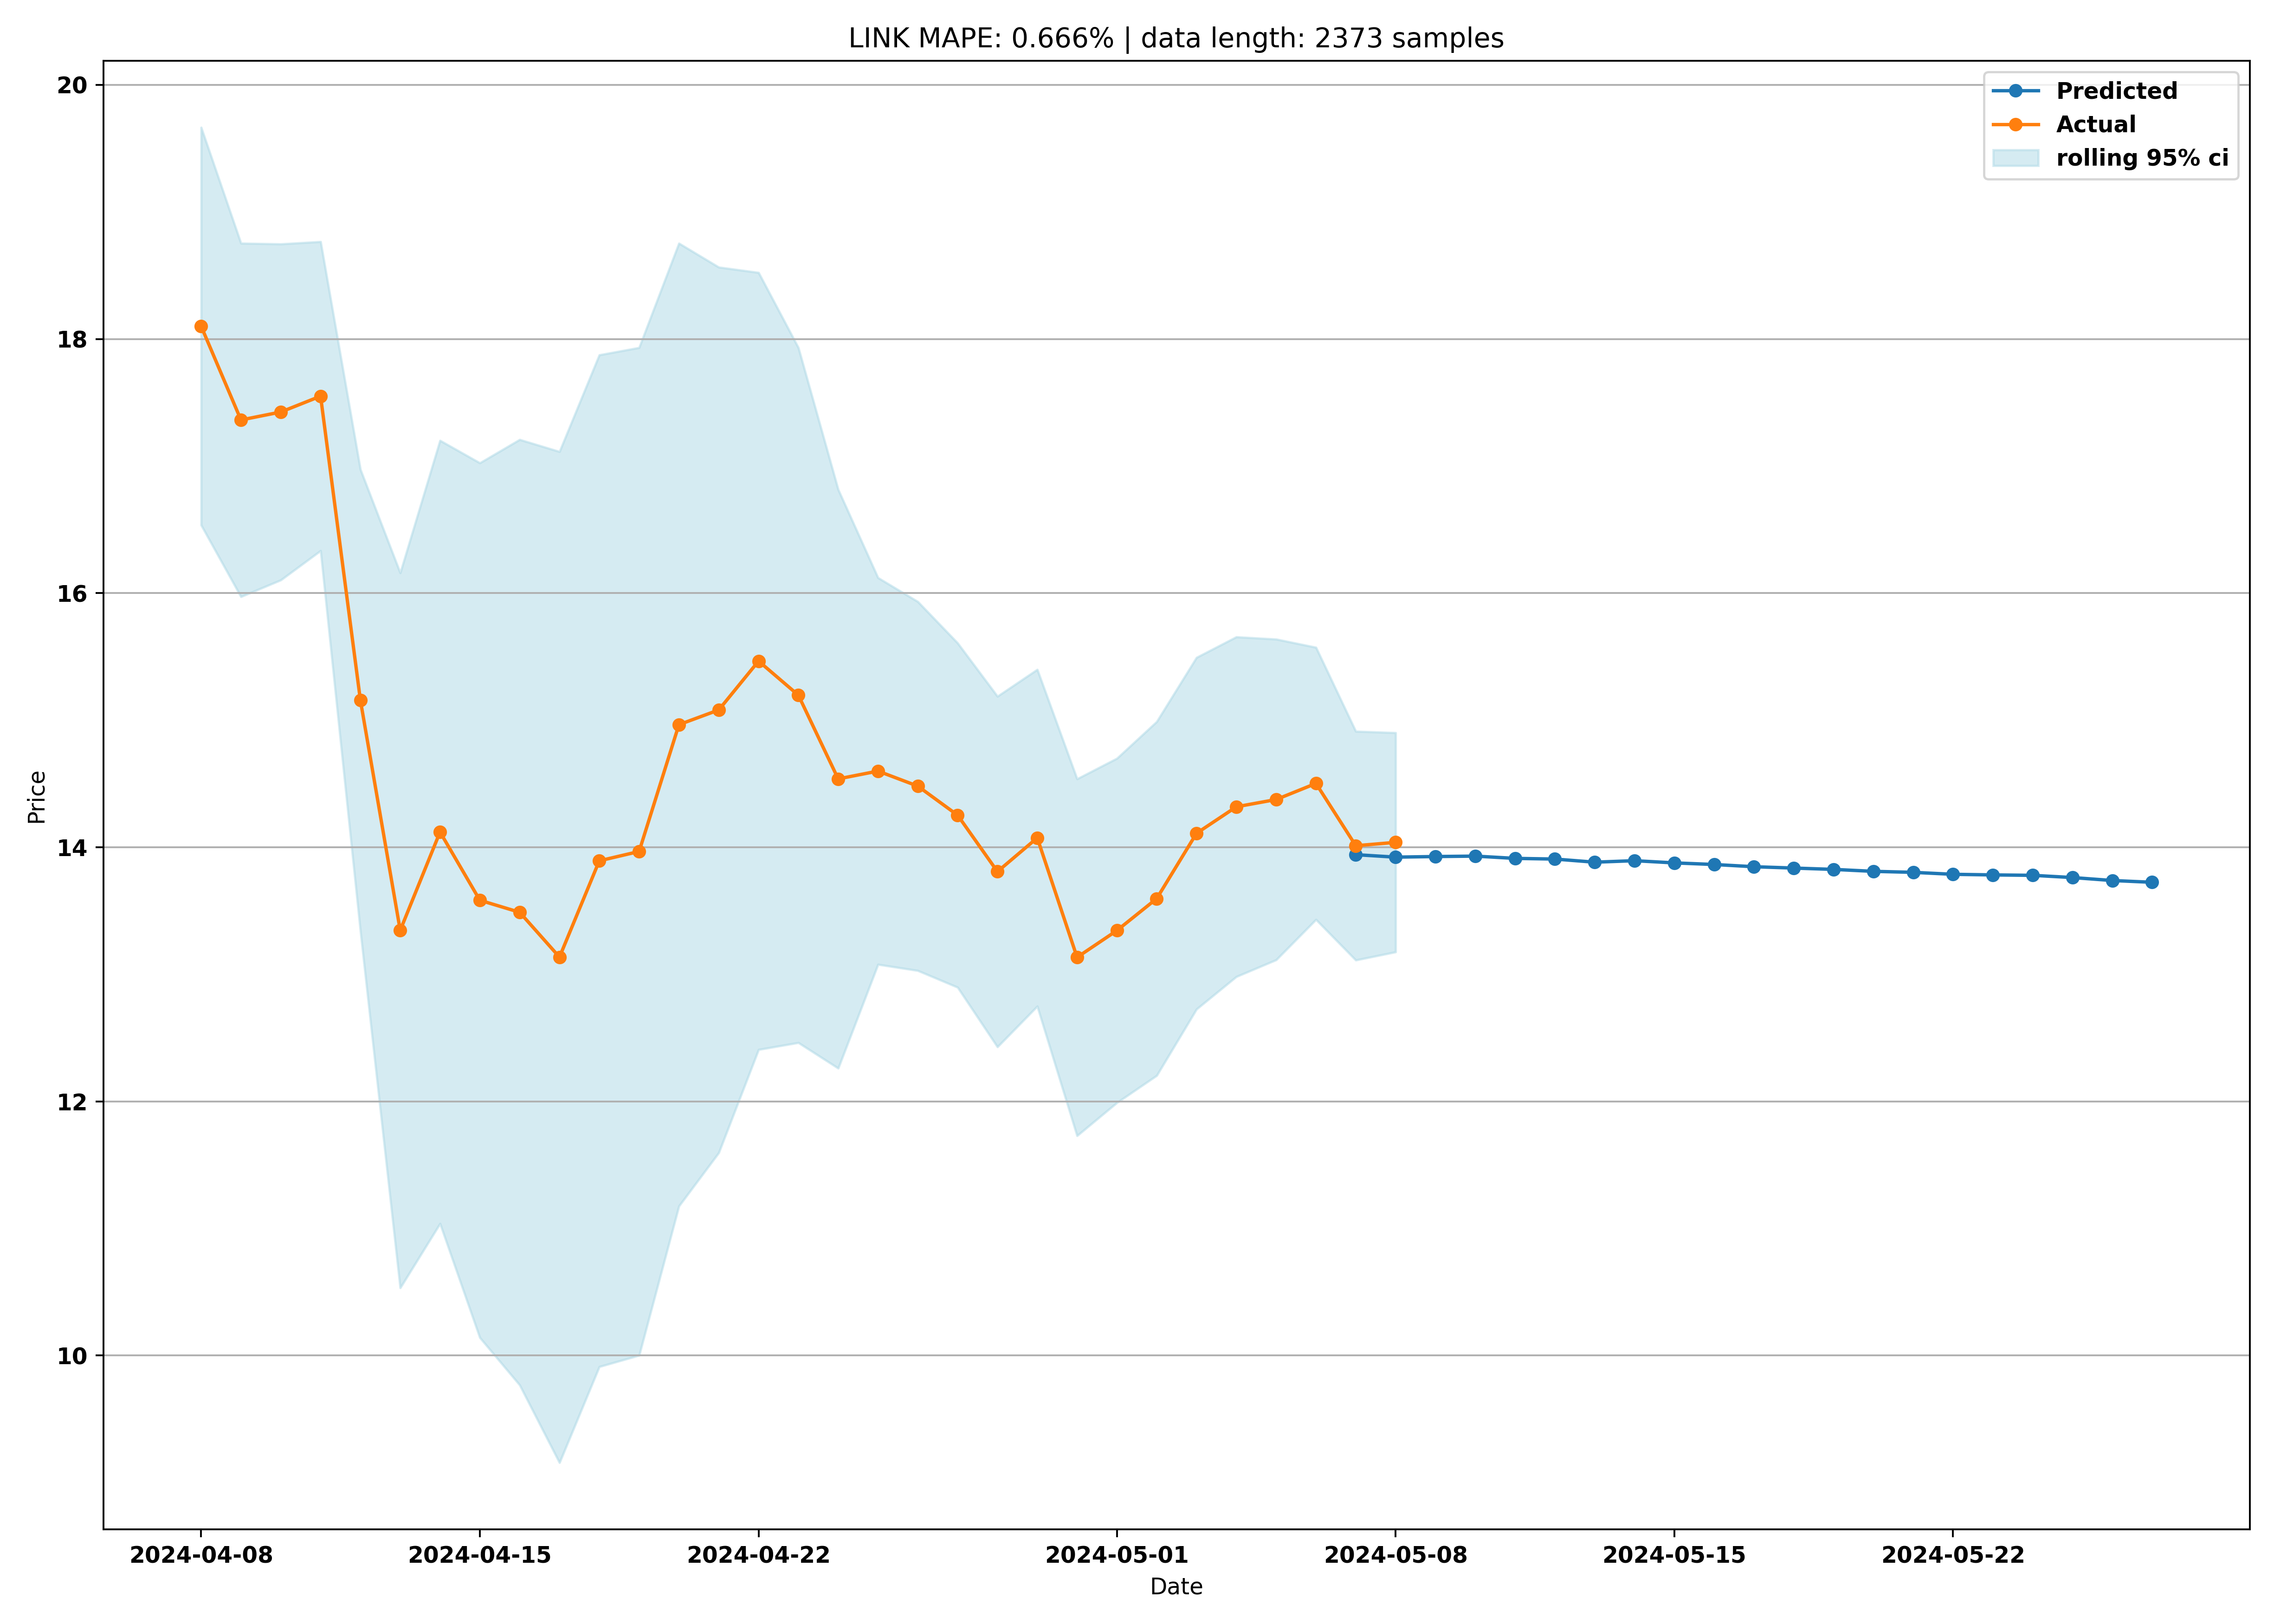 LINK MAPE: 0.666% | data length: 2373 samples
Predicted
Actual
rolling 95% ci
Price
20
18
16
14
12
10
2024-04-08
2024-04-15
2024-04-22
2024-05-01
2024-05-08
2024-05-15
2024-05-22
Date